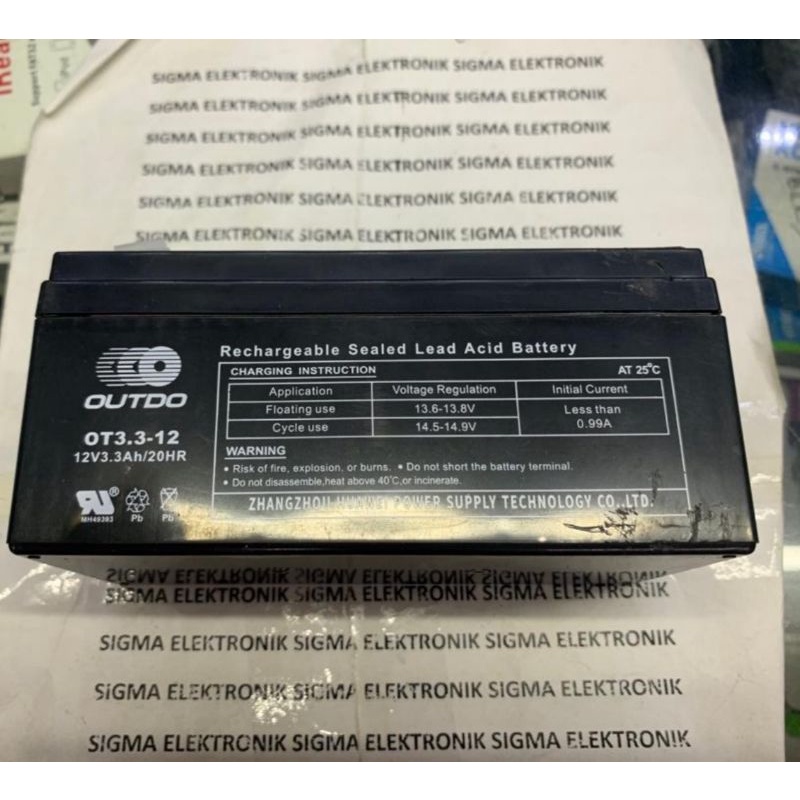 Support FAT32
iPod
SIGMA ELEKTRONIK SIGMA ELEKTRONIK SIGMA ELEKTRONIK
SIGMA ELEKTRONIK SIGMA ELEKTRONIK SIGMA ELEKTRONIK
SIGMA ELEKTRONIK SIGMA ELEKTRONIK SIGMA ELEKTRONIK
SIGMA ELEKTRONIK SIGMA ELEKTRONIK SIGMA ELEKTRONIK
SIGMA ELEKTRONIK SIGMA ELEKTRONIK SIGMA ELEKTRONIK
SIGMA ELEKTRONIK SIGMA ELEKTRONIK SIGMA ELEKTRONIK
OUTDO
OT3.3-12
12V3.3Ah/20HR
MH49383
Pb Pb
Rechargeable Sealed Lead Acid Battery
CHARGING INSTRUCTION AT 25°C
Application Voltage Regulation Initial Current
Floating use 13.6-13.8V Less than
Cycle use 14.5-14.9V 0.99A
WARNING
• Risk of fire, explosion, or burns. • Do not short the battery terminal.
• Do not disassemble,heat above 40°C,or incinerate.
ZHANGZHOU HUAWEI POWER SUPPLY TECHNOLOGY CO.,LTD.
SIGMA ELEKTRONIK SIGMA ELEKTRONIK SIGMA ELEKTRONIK
SIGMA ELEKTRONIK SIGMA ELEKTRONIK SIGMA ELEKTRONIK
SIGMA ELEKTRONIK SIGMA ELEKTRONIK SIGMA ELEKTRONIK
SIGMA ELEKTRONIK SIGMA ELEKTRONIK SIGMA ELEKTRONIK